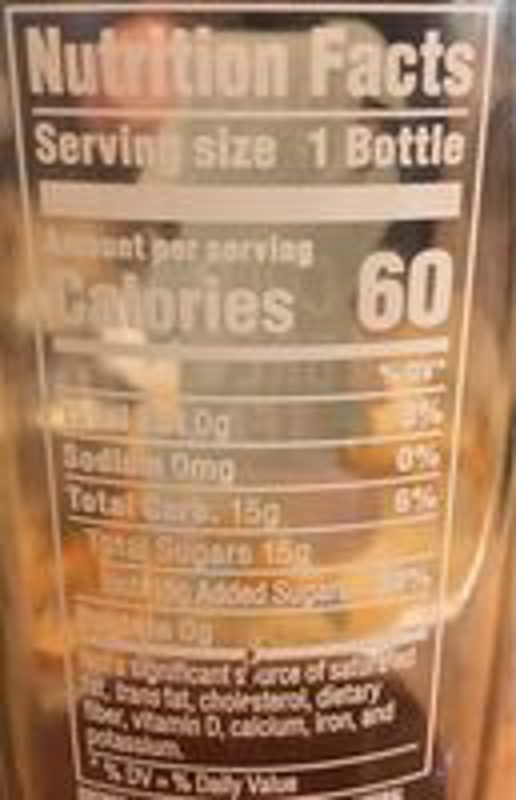 Nutrition Facts
Serving size 1 Bottle
Amount per serving
Calories 60
Total Fat 0g 0%
Sodium 0mg 0%
Total Carb. 15g 6%
Total Sugars 15g
Added Sugars
Protein 0g
Not a significant source of saturated
fat, trans fat, cholesterol, dietary
fiber, vitamin D, calcium, iron, and
potassium.
* % DV = % Daily Value